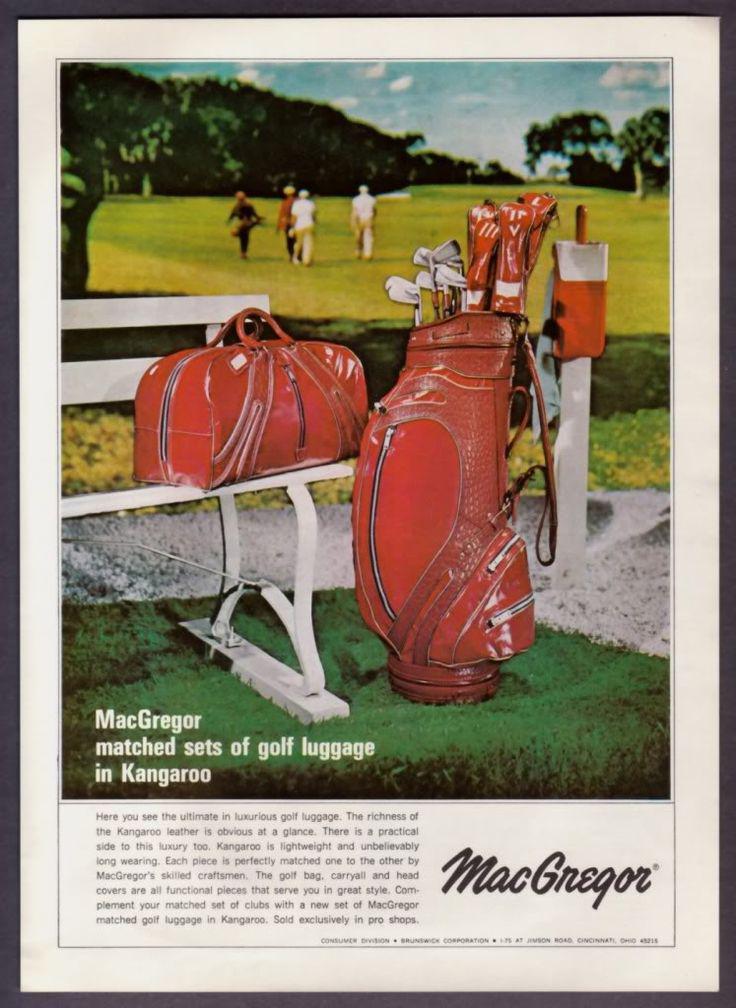 MacGregor
matched sets of golf luggage
in Kangaroo
Here you see the ultimate in luxurious golf luggage. The richness of
the Kangaroo leather is obvious at a glance. There is a practical
side to this luxury too. Kangaroo is lightweight and unbelievably
long wearing. Each piece is perfectly matched one to the other by
MacGregor's skilled craftsmen. The golf bag, carryall and head
covers are all functional pieces that serve you in great style. Com-
plement your matched set of clubs with a new set of MacGregor
matched golf luggage in Kangaroo. Sold exclusively in pro shops.
MacGregor®
CONSUMER DIVISION • BRUNSWICK CORPORATION • I-75 AT JIMSON ROAD, CINCINNATI, OHIO 45215